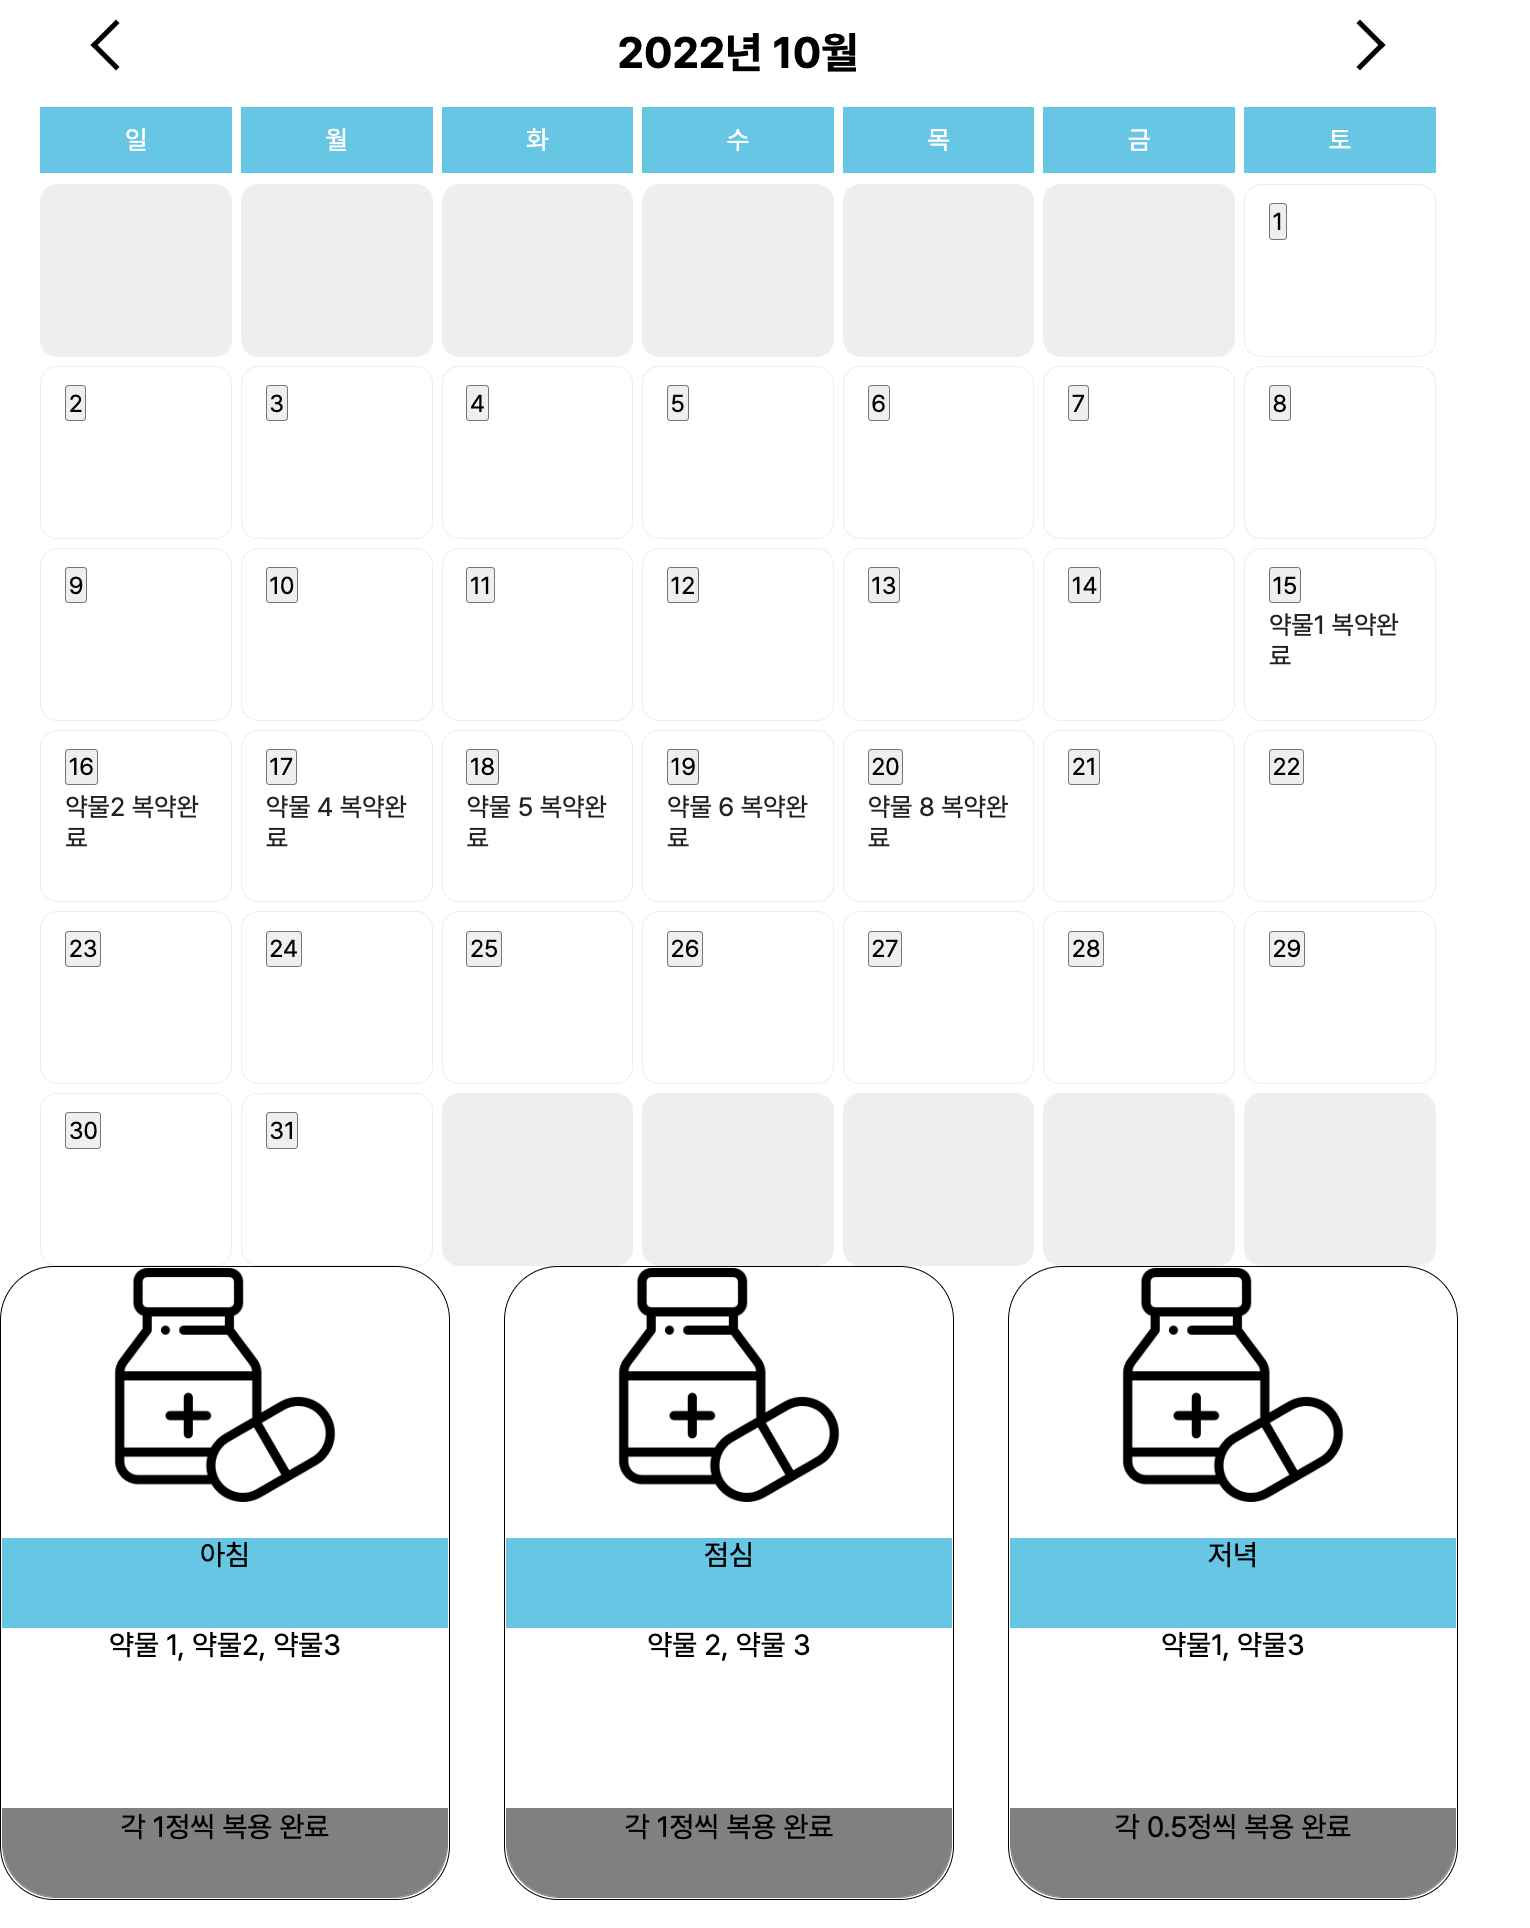 2022년 10월
일 월 화 수 목 금 토
1
2 3 4 5 6 7 8
9 10 11 12 13 14 15
약물1 복약완
료
16 17 18 19 20 21 22
약물2 복약완 약물 4 복약완 약물 5 복약완 약물 6 복약완 약물 8 복약완
료 료 료 료 료
23 24 25 26 27 28 29
30 31
아침 점심 저녁
약물 1, 약물2, 약물3 약물 2, 약물 3 약물1, 약물3
각 1정씩 복용 완료 각 1정씩 복용 완료 각 0.5정씩 복용 완료